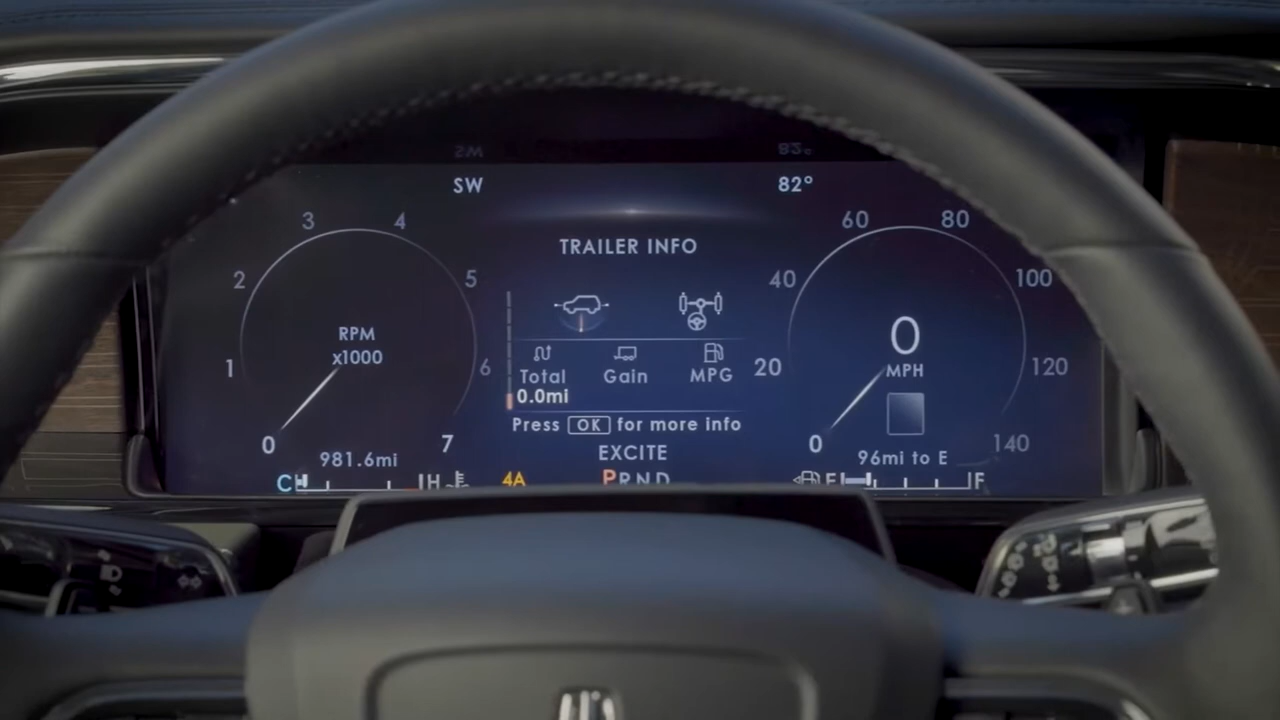 SW 82°
TRAILER INFO
3 4
2 5
1 6
0 7
RPM
x1000
60 80
40 100
20 120
0 140
0
MPH
Total Gain MPG
0.0mi
Press OK for more info
EXCITE
981.6mi
96mi to E
C H
4A
PRND
E F